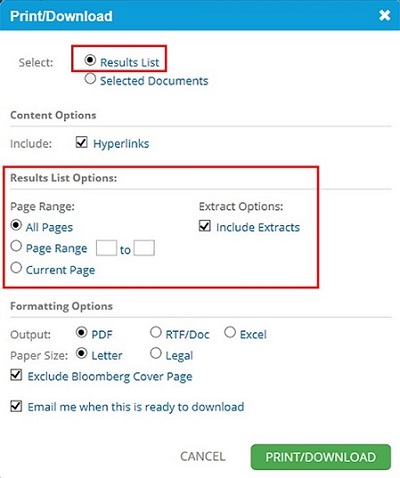 Print/Download
Select: Results List
Selected Documents
Content Options
Include: Hyperlinks
Results List Options:
Page Range: Extract Options:
All Pages Include Extracts
Page Range to
Current Page
Formatting Options
Output: PDF RTF/Doc Excel
Paper Size: Letter Legal
Exclude Bloomberg Cover Page
Email me when this is ready to download
CANCEL PRINT/DOWNLOAD